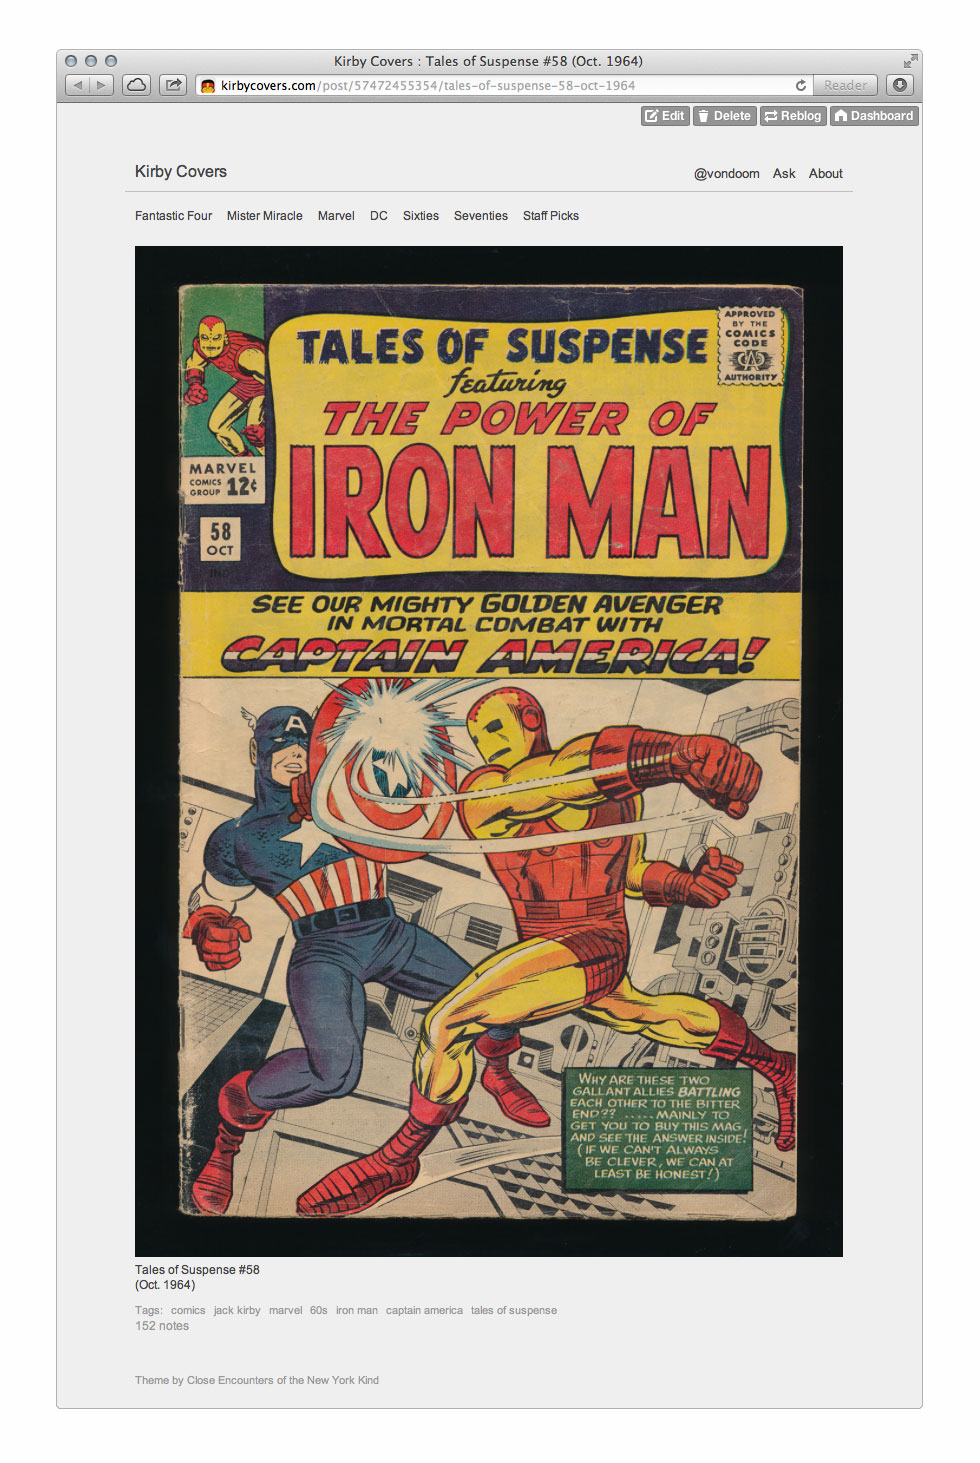 Kirby Covers : Tales of Suspense #58 (Oct. 1964)
kirbycovers.com/post/57472455354/tales-of-suspense-58-oct-1964
Reader
Edit Delete Reblog Dashboard
Kirby Covers
@vondoom Ask About
Fantastic Four Mister Miracle Marvel DC Sixties Seventies Staff Picks
TALES OF SUSPENSE
featuring
THE POWER OF
IRON MAN
APPROVED
BY THE
COMICS
CODE
CA
AUTHORITY
MARVEL
COMICS
GROUP 12¢
58
OCT
IND.
SEE OUR MIGHTY GOLDEN AVENGER
IN MORTAL COMBAT WITH
CAPTAIN AMERICA!
A
WHY ARE THESE TWO
GALLANT ALLIES BATTLING
EACH OTHER TO THE BITTER
END?? .....MAINLY TO
GET YOU TO BUY THIS MAG
AND SEE THE ANSWER INSIDE!
(IF WE CAN'T ALWAYS
BE CLEVER, WE CAN AT
LEAST BE HONEST!)
Tales of Suspense #58
(Oct. 1964)
Tags: comics jack kirby marvel 60s iron man captain america tales of suspense
152 notes
Theme by Close Encounters of the New York Kind